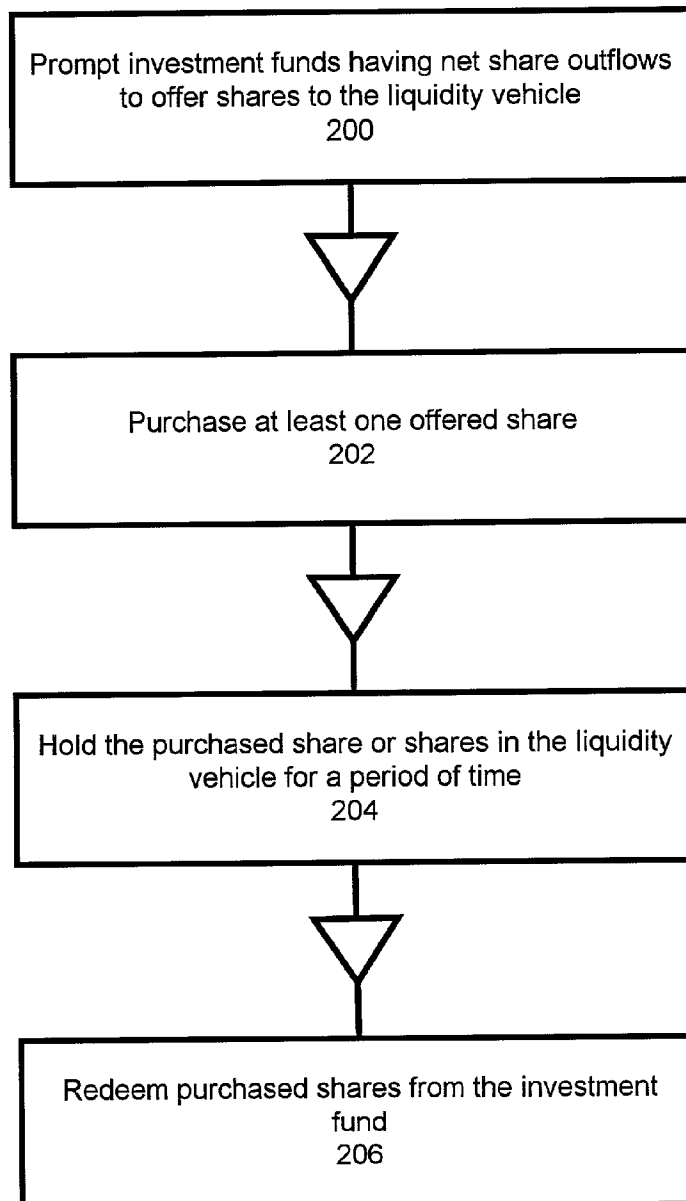 Prompt investment funds having net share outflows
to offer shares to the liquidity vehicle
200
Purchase at least one offered share
202
Hold the purchased share or shares in the liquidity
vehicle for a period of time
204
Redeem purchased shares from the investment
fund
206